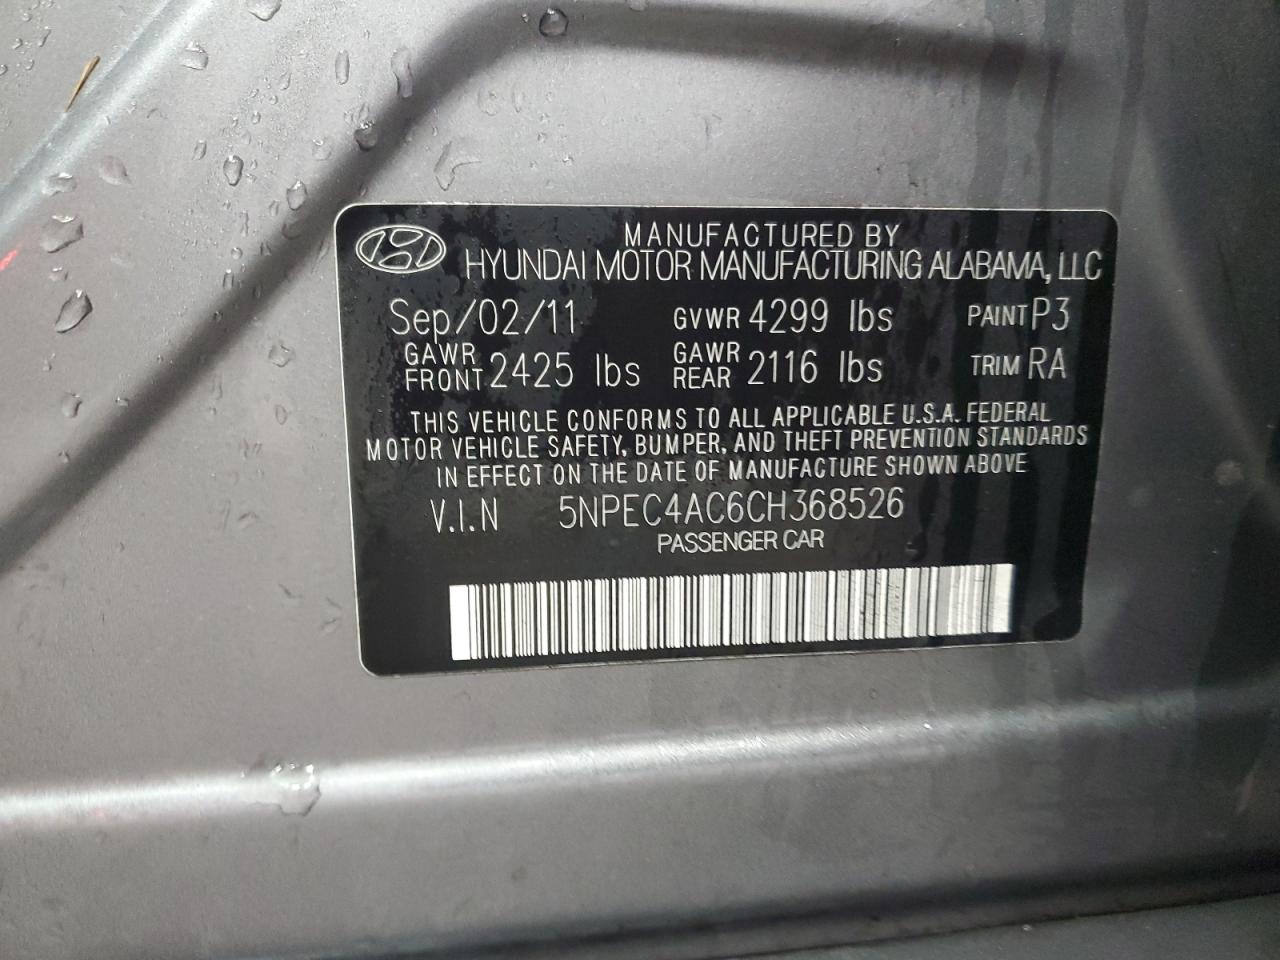 MANUFACTURED BY
HYUNDAI MOTOR MANUFACTURING ALABAMA, LLC
Sep/02/11 GVWR 4299 lbs PAINT P3
GAWR FRONT 2425 lbs GAWR REAR 2116 lbs TRIM RA
THIS VEHICLE CONFORMS TO ALL APPLICABLE U.S.A. FEDERAL
MOTOR VEHICLE SAFETY, BUMPER, AND THEFT PREVENTION STANDARDS
IN EFFECT ON THE DATE OF MANUFACTURE SHOWN ABOVE
V.I.N 5NPEC4AC6CH368526
PASSENGER CAR